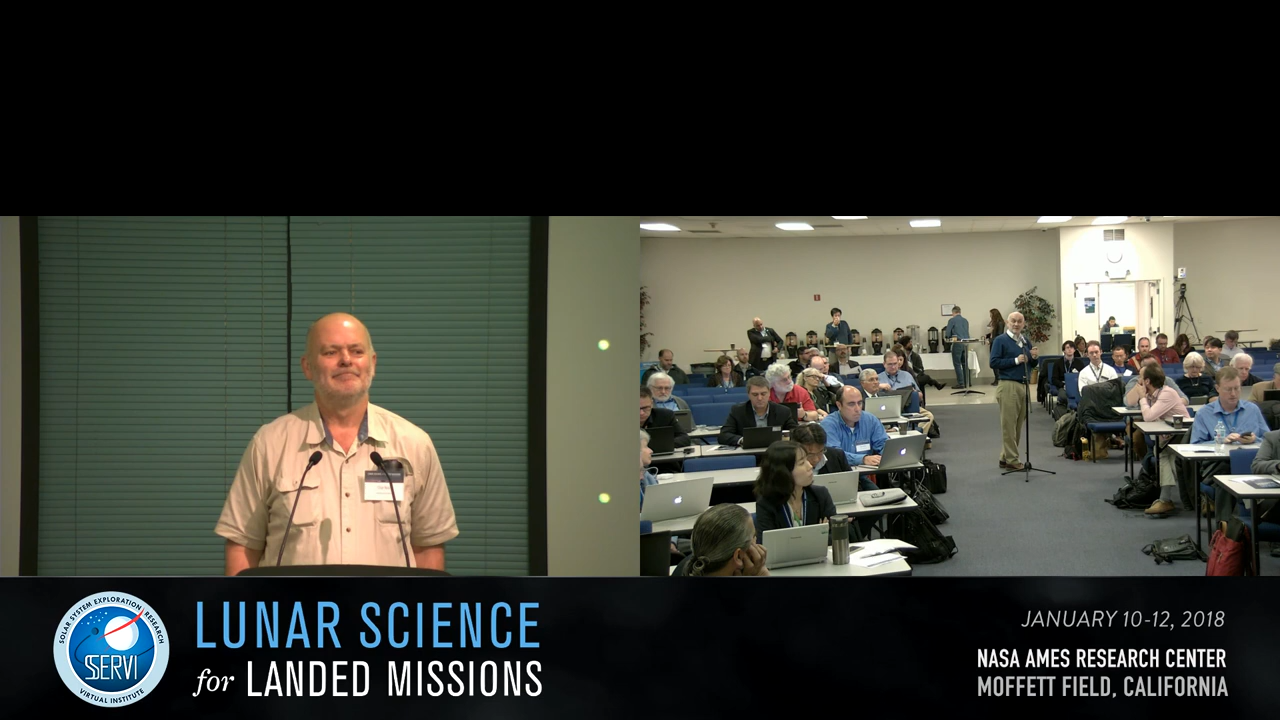 SOLAR SYSTEM EXPLORATION RESEARCH
SSERVI
VIRTUAL INSTITUTE
LUNAR SCIENCE
for LANDED MISSIONS
JANUARY 10-12, 2018
NASA AMES RESEARCH CENTER
MOFFETT FIELD, CALIFORNIA